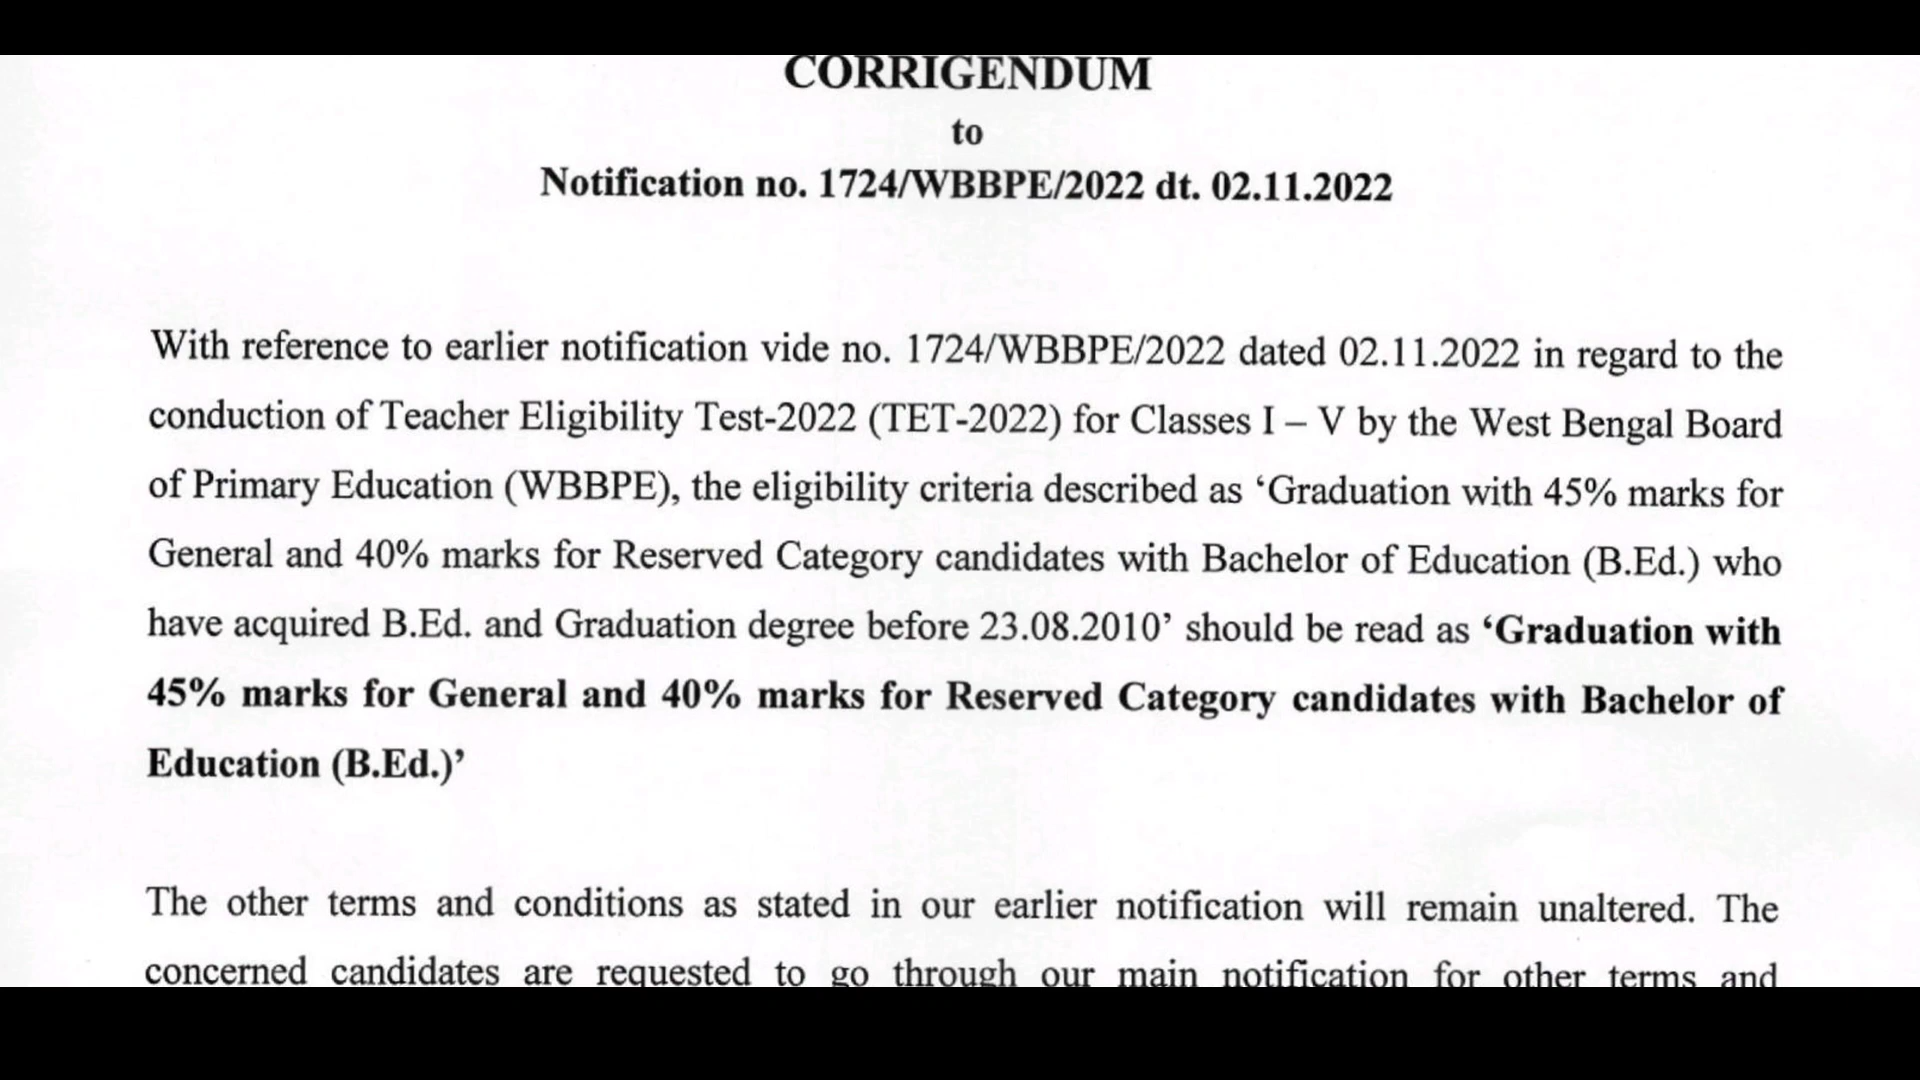 CORRIGENDUM
to
Notification no. 1724/WBBPE/2022 dt. 02.11.2022
With reference to earlier notification vide no. 1724/WBBPE/2022 dated 02.11.2022 in regard to the
conduction of Teacher Eligibility Test-2022 (TET-2022) for Classes I – V by the West Bengal Board
of Primary Education (WBBPE), the eligibility criteria described as ‘Graduation with 45% marks for
General and 40% marks for Reserved Category candidates with Bachelor of Education (B.Ed.) who
have acquired B.Ed. and Graduation degree before 23.08.2010’ should be read as ‘Graduation with
45% marks for General and 40% marks for Reserved Category candidates with Bachelor of
Education (B.Ed.)’
The other terms and conditions as stated in our earlier notification will remain unaltered. The
concerned candidates are requested to go through our main notification for other terms and